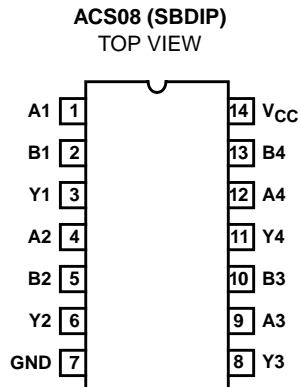 ACS08 (SBDIP)
TOP VIEW
A1 1 14 VCC
B1 2 13 B4
Y1 3 12 A4
A2 4 11 Y4
B2 5 10 B3
Y2 6 9 A3
GND 7 8 Y3